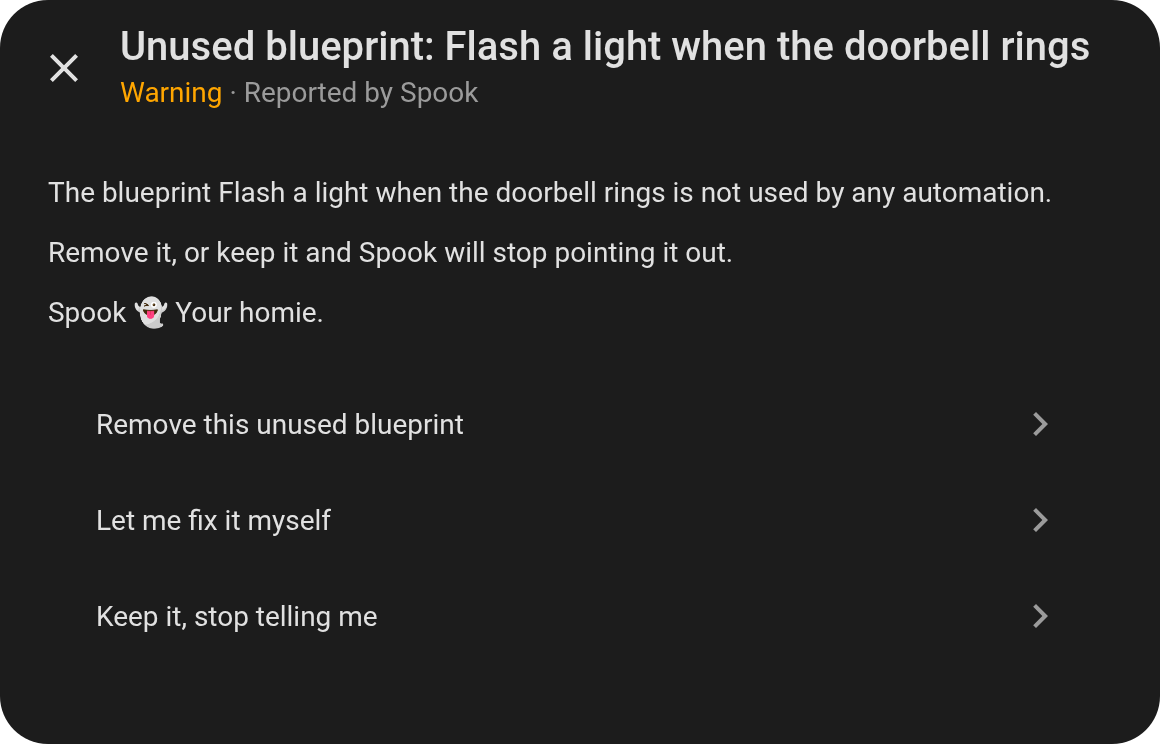 Unused blueprint: Flash a light when the doorbell rings
Warning · Reported by Spook
The blueprint Flash a light when the doorbell rings is not used by any automation.
Remove it, or keep it and Spook will stop pointing it out.
Spook 👻 Your homie.
Remove this unused blueprint
Let me fix it myself
Keep it, stop telling me